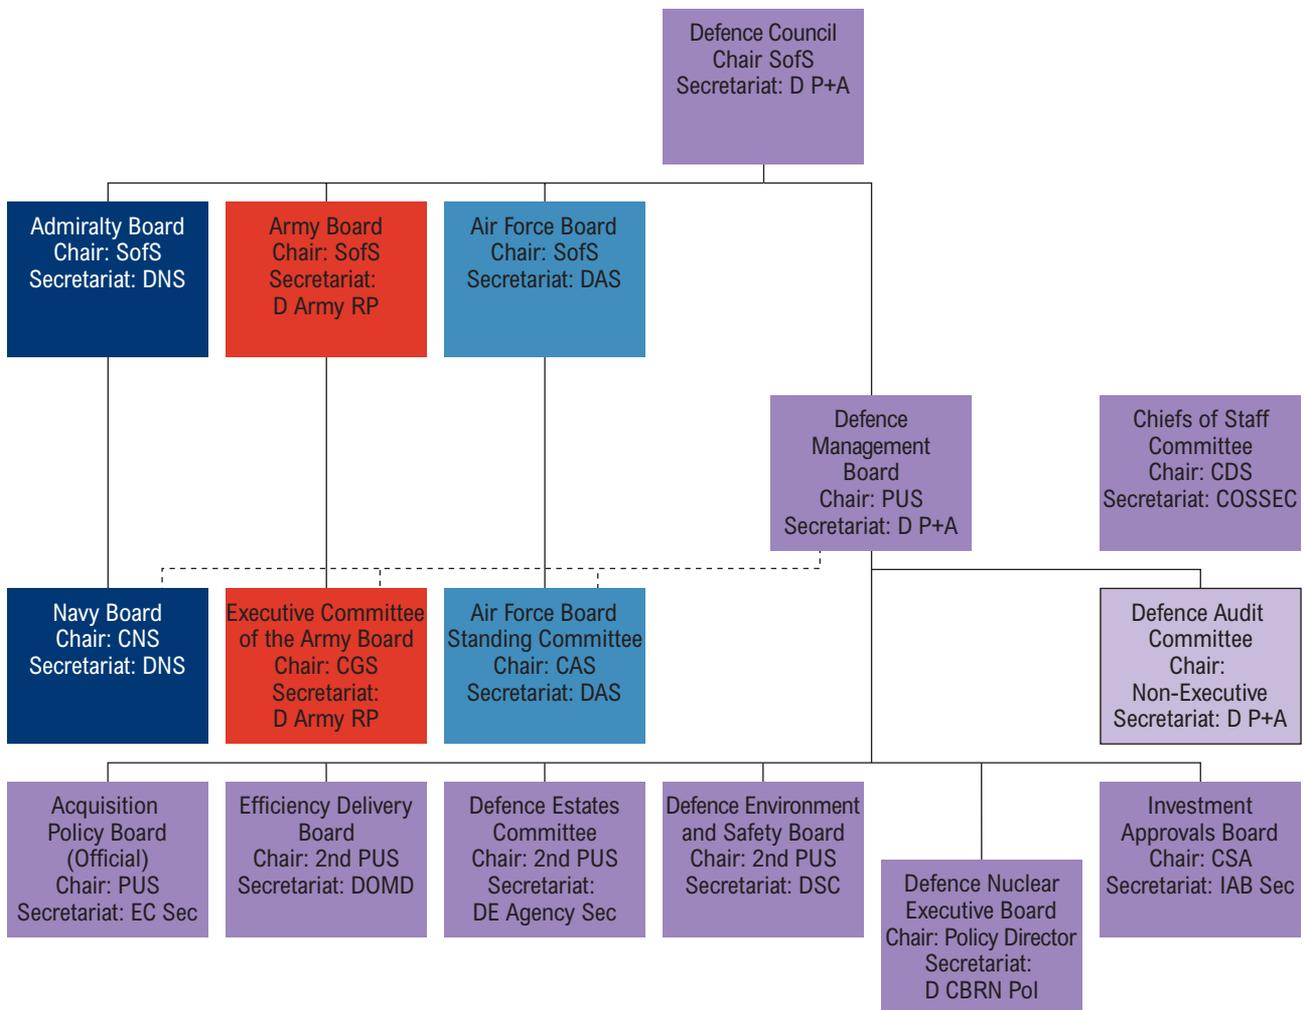 Defence Council
Chair SofS
Secretariat: D P+A
Admiralty Board
Chair: SofS
Secretariat: DNS
Army Board
Chair: SofS
Secretariat:
D Army RP
Air Force Board
Chair: SofS
Secretariat: DAS
Defence
Management
Board
Chair: PUS
Secretariat: D P+A
Chiefs of Staff
Committee
Chair: CDS
Secretariat: COSSEC
Navy Board
Chair: CNS
Secretariat: DNS
Executive Committee
of the Army Board
Chair: CGS
Secretariat:
D Army RP
Air Force Board
Standing Committee
Chair: CAS
Secretariat: DAS
Defence Audit
Committee
Chair:
Non-Executive
Secretariat: D P+A
Acquisition
Policy Board
(Official)
Chair: PUS
Secretariat: EC Sec
Efficiency Delivery
Board
Chair: 2nd PUS
Secretariat: DOMD
Defence Estates
Committee
Chair: 2nd PUS
Secretariat:
DE Agency Sec
Defence Environment
and Safety Board
Chair: 2nd PUS
Secretariat: DSC
Defence Nuclear
Executive Board
Chair: Policy Director
Secretariat:
D CBRN Pol
Investment
Approvals Board
Chair: CSA
Secretariat: IAB Sec